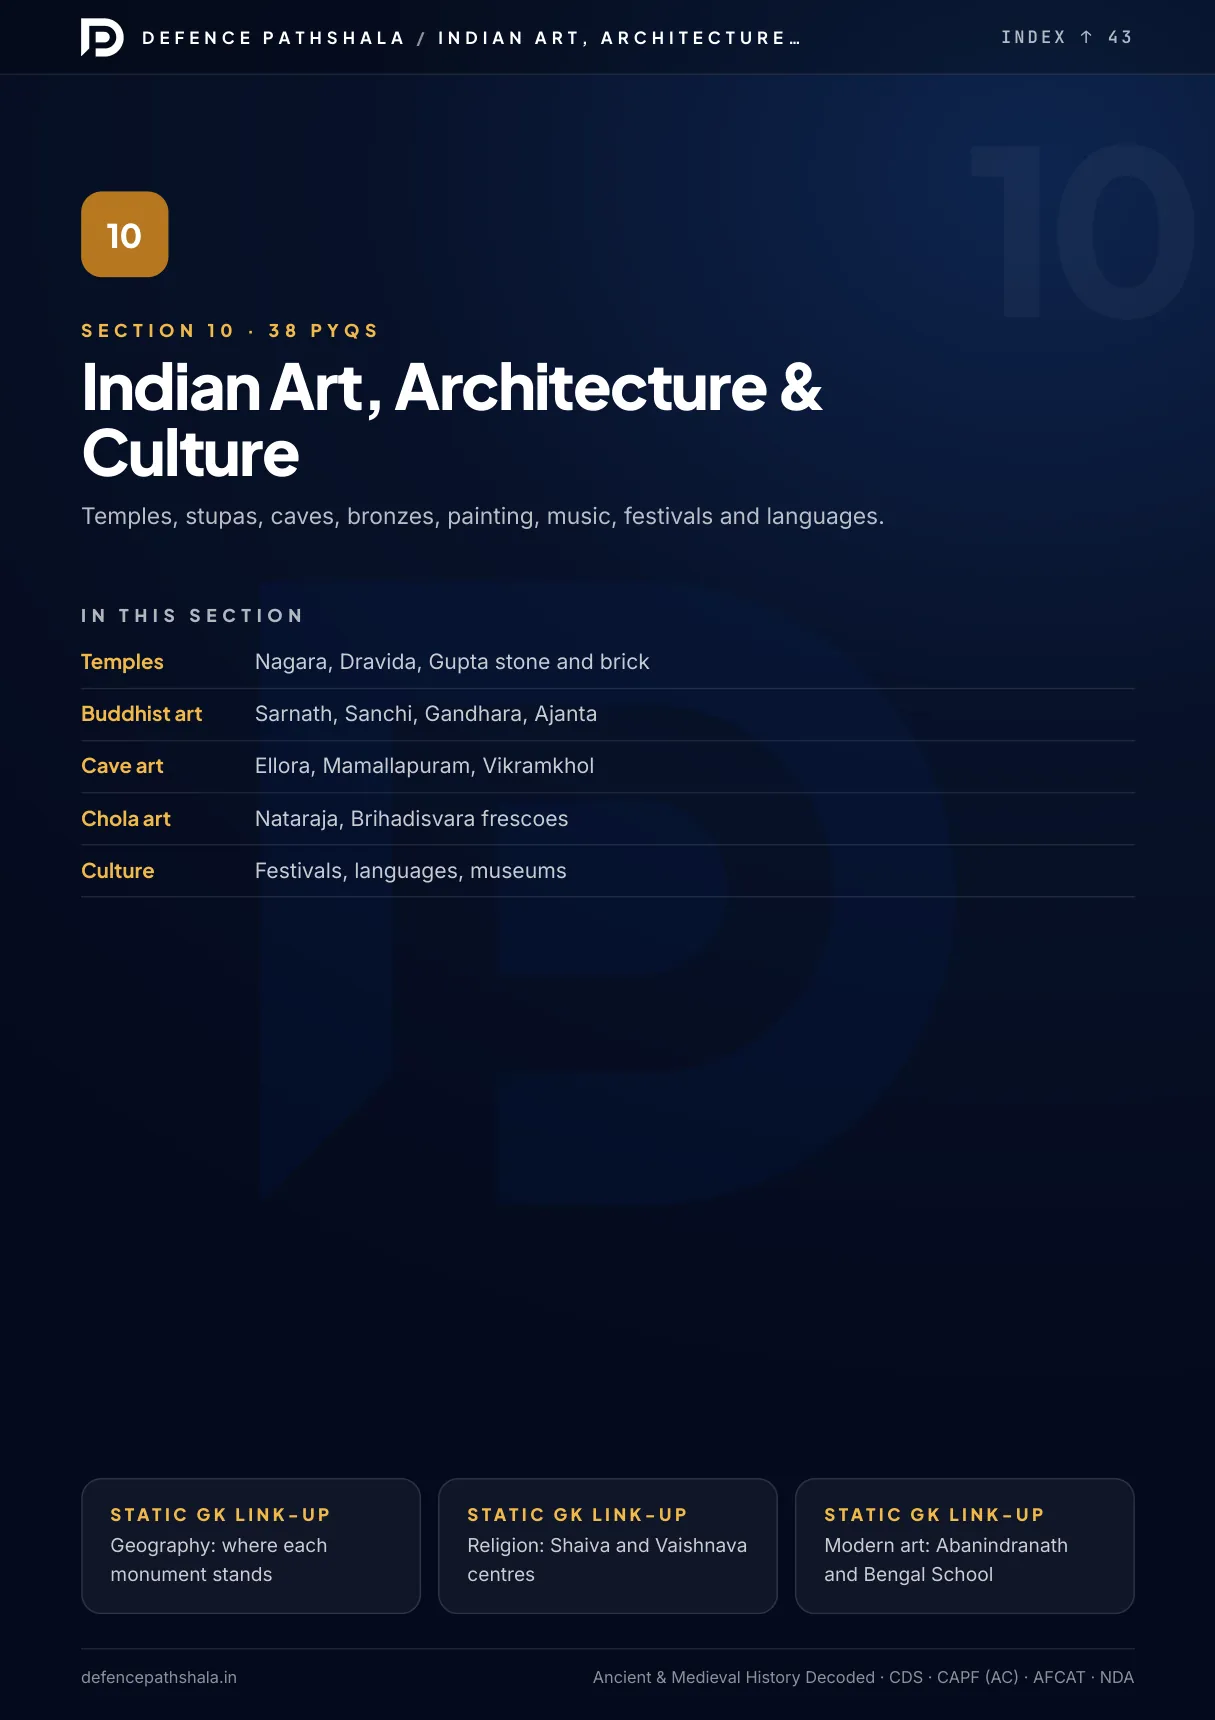 DEFENCE PATHSHALA / INDIAN ART, ARCHITECTURE…
INDEX ↑ 43
10
10
SECTION 10 · 38 PYQS
Indian Art, Architecture &
Culture
Temples, stupas, caves, bronzes, painting, music, festivals and languages.
IN THIS SECTION
Temples Nagara, Dravida, Gupta stone and brick
Buddhist art Sarnath, Sanchi, Gandhara, Ajanta
Cave art Ellora, Mamallapuram, Vikramkhol
Chola art Nataraja, Brihadisvara frescoes
Culture Festivals, languages, museums
STATIC GK LINK-UP
Geography: where each
monument stands
STATIC GK LINK-UP
Religion: Shaiva and Vaishnava
centres
STATIC GK LINK-UP
Modern art: Abanindranath
and Bengal School
defencepathshala.in
Ancient & Medieval History Decoded · CDS · CAPF (AC) · AFCAT · NDA